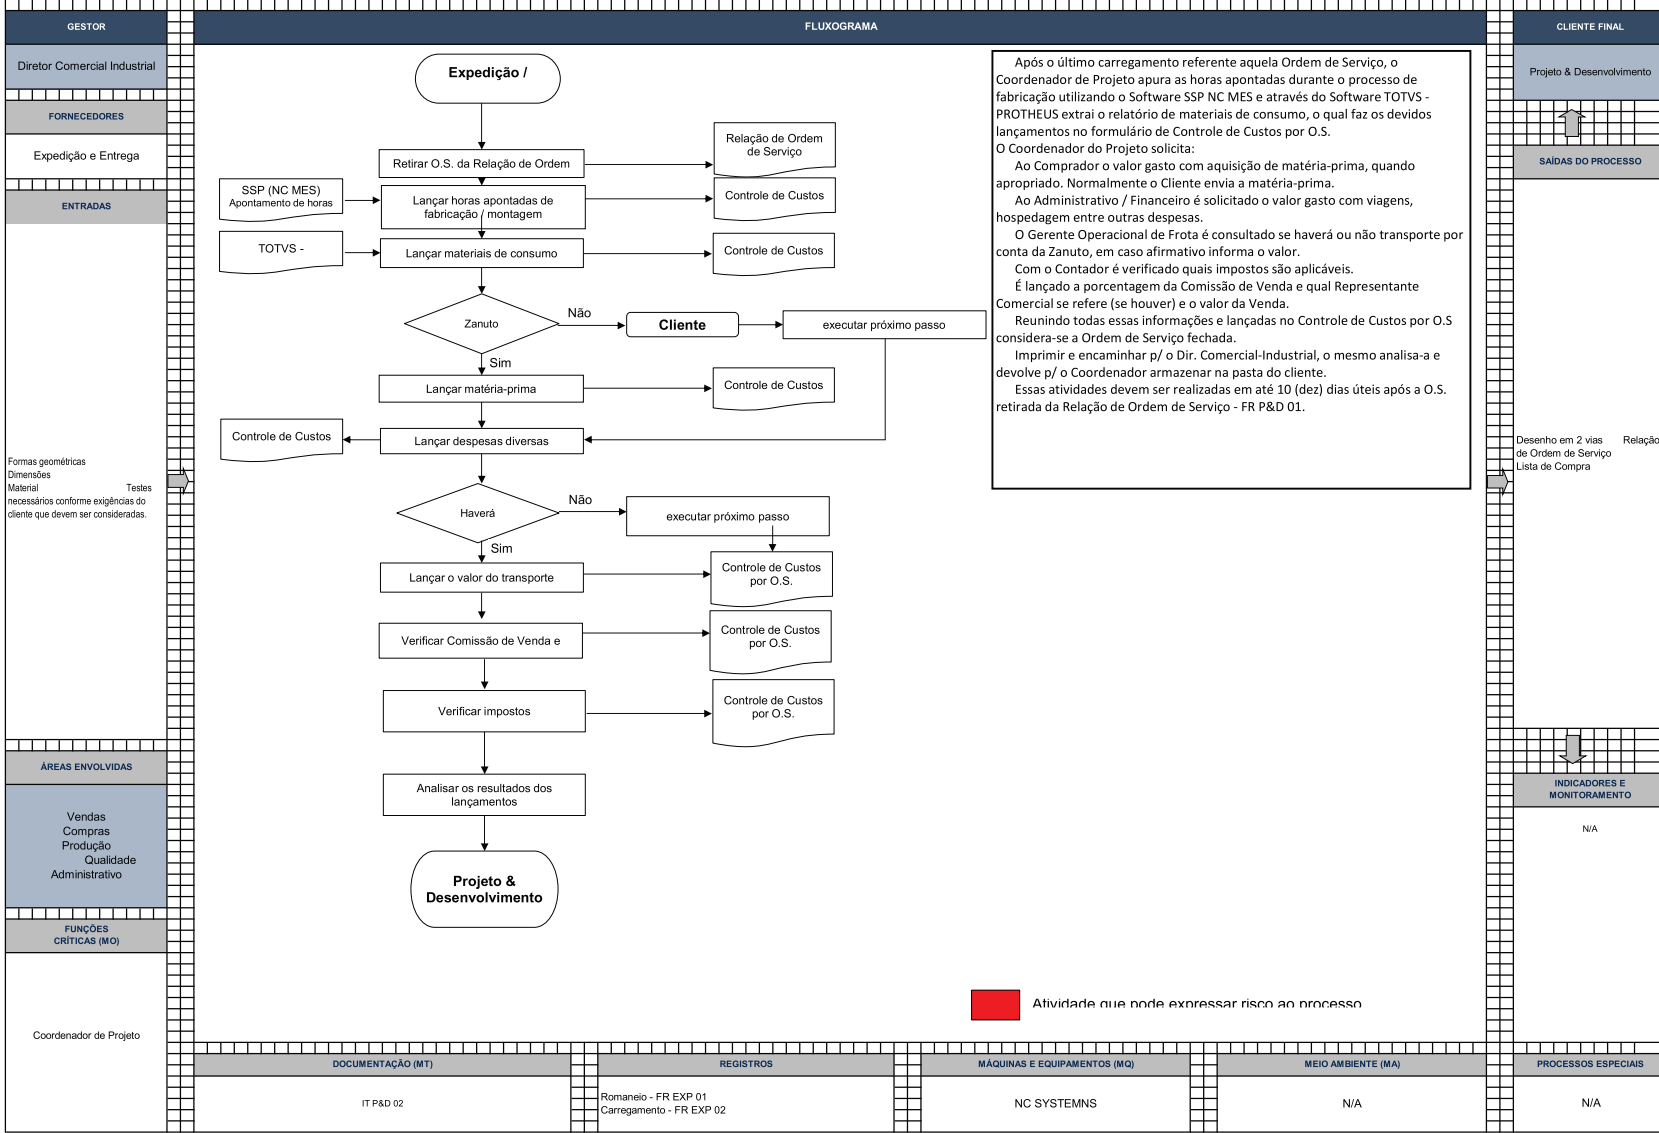 GESTOR
Diretor Comercial Industrial
FORNECEDORES
Expedição e Entrega
ENTRADAS
Formas geométricas
Dimensões
Material Testes
necessários conforme exigências do
cliente que devem ser consideradas.
ÁREAS ENVOLVIDAS
Vendas
Compras
Produção
Qualidade
Administrativo
FUNÇÕES
CRÍTICAS (MO)
Coordenador de Projeto
FLUXOGRAMA
Expedição /
Retirar O.S. da Relação de Ordem
Relação de Ordem
de Serviço
SSP (NC MES)
Apontamento de horas
Lançar horas apontadas de
fabricação / montagem
Controle de Custos
TOTVS -
Lançar materiais de consumo
Controle de Custos
Zanuto
Não
Cliente
executar próximo passo
Sim
Lançar matéria-prima
Controle de Custos
Controle de Custos
Lançar despesas diversas
Haverá
Não
executar próximo passo
Sim
Lançar o valor do transporte
Controle de Custos
por O.S.
Verificar Comissão de Venda e
Controle de Custos
por O.S.
Verificar impostos
Controle de Custos
por O.S.
Analisar os resultados dos
lançamentos
Projeto &
Desenvolvimento
Após o último carregamento referente aquela Ordem de Serviço, o
Coordenador de Projeto apura as horas apontadas durante o processo de
fabricação utilizando o Software SSP NC MES e através do Software TOTVS -
PROTHEUS extrai o relatório de materiais de consumo, o qual faz os devidos
lançamentos no formulário de Controle de Custos por O.S.
O Coordenador do Projeto solicita:
Ao Comprador o valor gasto com aquisição de matéria-prima, quando
apropriado. Normalmente o Cliente envia a matéria-prima.
Ao Administrativo / Financeiro é solicitado o valor gasto com viagens,
hospedagem entre outras despesas.
O Gerente Operacional de Frota é consultado se haverá ou não transporte por
conta da Zanuto, em caso afirmativo informa o valor.
Com o Contador é verificado quais impostos são aplicáveis.
É lançado a porcentagem da Comissão de Venda e qual Representante
Comercial se refere (se houver) e o valor da Venda.
Reunindo todas essas informações e lançadas no Controle de Custos por O.S
considera-se a Ordem de Serviço fechada.
Imprimir e encaminhar p/ o Dir. Comercial-Industrial, o mesmo analisa-a e
devolve p/ o Coordenador armazenar na pasta do cliente.
Essas atividades devem ser realizadas em até 10 (dez) dias úteis após a O.S.
retirada da Relação de Ordem de Serviço - FR P&D 01.
Atividade que pode expressar risco ao processo
CLIENTE FINAL
Projeto & Desenvolvimento
SAÍDAS DO PROCESSO
Desenho em 2 vias Relação
de Ordem de Serviço
Lista de Compra
INDICADORES E
MONITORAMENTO
N/A
DOCUMENTAÇÃO (MT)
IT P&D 02
REGISTROS
Romaneio - FR EXP 01
Carregamento - FR EXP 02
MÁQUINAS E EQUIPAMENTOS (MQ)
NC SYSTEMNS
MEIO AMBIENTE (MA)
N/A
PROCESSOS ESPECIAIS
N/A